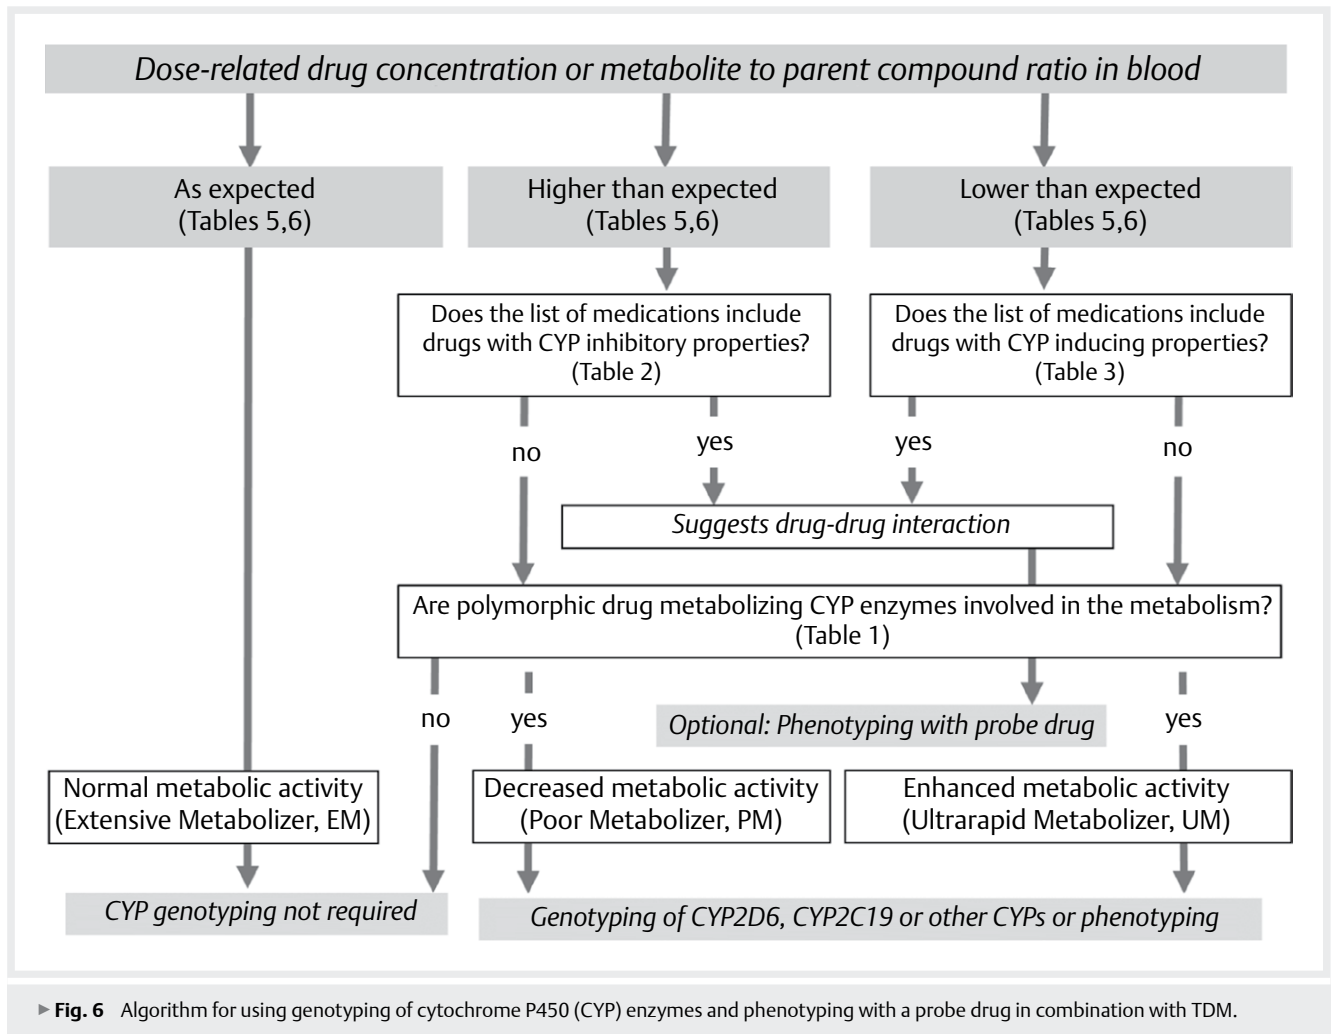 Dose-related drug concentration or metabolite to parent compound ratio in blood
As expected
(Tables 5,6)
Higher than expected
(Tables 5,6)
Lower than expected
(Tables 5,6)
Does the list of medications include
drugs with CYP inhibitory properties?
(Table 2)
Does the list of medications include
drugs with CYP inducing properties?
(Table 3)
no
yes
yes
no
Suggests drug-drug interaction
Are polymorphic drug metabolizing CYP enzymes involved in the metabolism?
(Table 1)
no
yes
Optional: Phenotyping with probe drug
yes
Normal metabolic activity
(Extensive Metabolizer, EM)
Decreased metabolic activity
(Poor Metabolizer, PM)
Enhanced metabolic activity
(Ultrarapid Metabolizer, UM)
CYP genotyping not required
Genotyping of CYP2D6, CYP2C19 or other CYPs or phenotyping
▶ Fig. 6 Algorithm for using genotyping of cytochrome P450 (CYP) enzymes and phenotyping with a probe drug in combination with TDM.